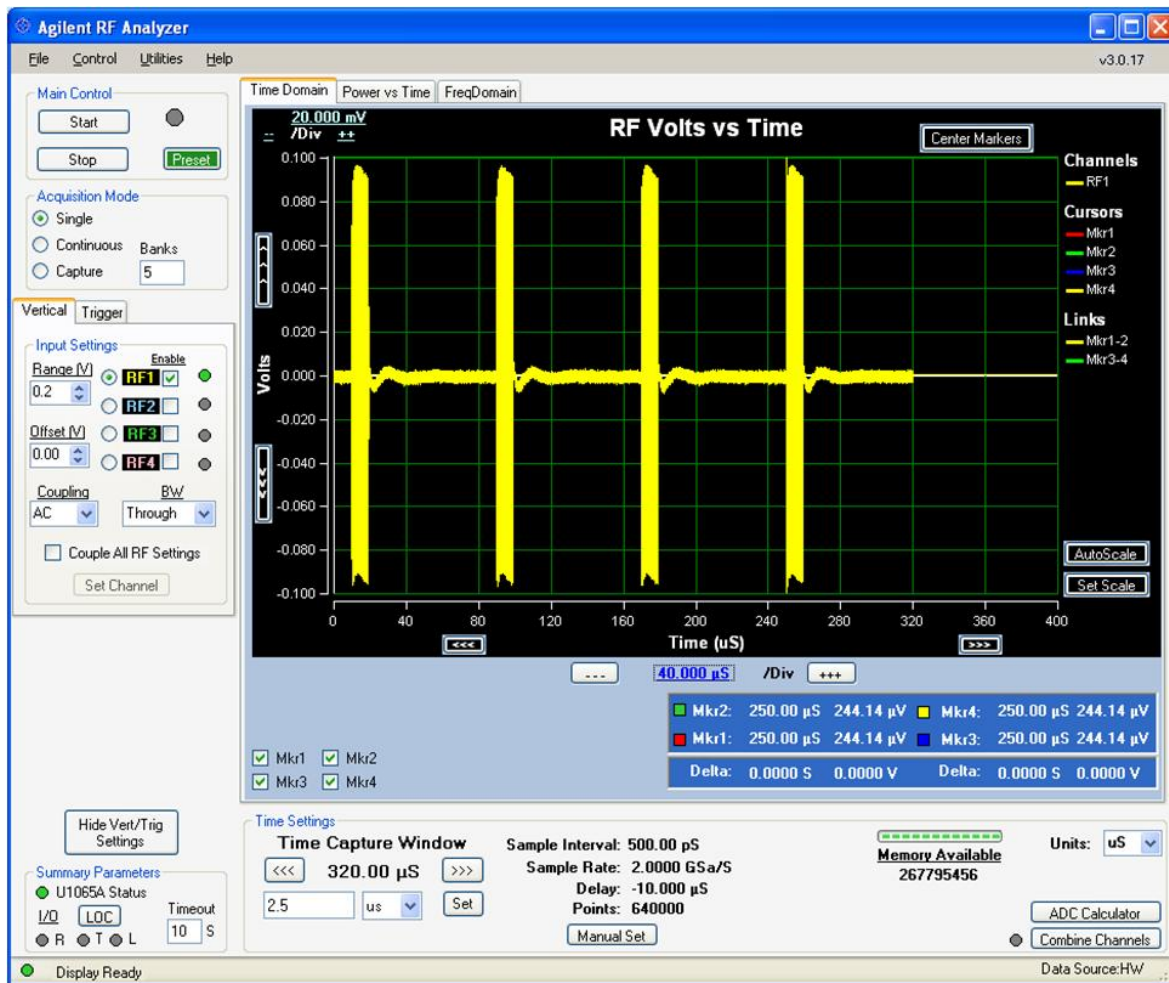 Agilent RF Analyzer
File Control Utilities Help
v3.0.17
Main Control
Start
Stop Preset
Acquisition Mode
Single
Continuous Banks
Capture 5
Vertical Trigger
Input Settings
Range (V) Enable
RF1
0.2
RF2
Offset (V) RF3
0.00
RF4
Coupling BW
AC Through
Couple All RF Settings
Set Channel
Time Domain Power vs Time FreqDomain
20.000 mV
-- /Div ++
RF Volts vs Time
Center Markers
Channels
RF1
Cursors
Mkr1
Mkr2
Mkr3
Mkr4
Links
Mkr1-2
Mkr3-4
AutoScale
Set Scale
Volts
0.100
0.080
0.060
0.040
0.020
0.000
-0.020
-0.040
-0.060
-0.080
-0.100
0 40 80 120 160 200 240 280 320 360 400
<<< Time (uS) >>>
--- 40.000 µS /Div +++
Mkr2: 250.00 µS 244.14 µV Mkr4: 250.00 µS 244.14 µV
Mkr1: 250.00 µS 244.14 µV Mkr3: 250.00 µS 244.14 µV
Delta: 0.0000 S 0.0000 V Delta: 0.0000 S 0.0000 V
Mkr1 Mkr2
Mkr3 Mkr4
Hide Vert/Trig
Settings
Summary Parameters
U1065A Status
I/O LOC Timeout
R T L 10 S
Time Settings
Time Capture Window
<<< 320.00 µS >>>
2.5 us Set
Sample Interval: 500.00 pS
Sample Rate: 2.0000 GSa/S
Delay: -10.000 µS
Points: 640000
Manual Set
Memory Available
267795456
Units: uS
ADC Calculator
Combine Channels
Display Ready
Data Source:HW